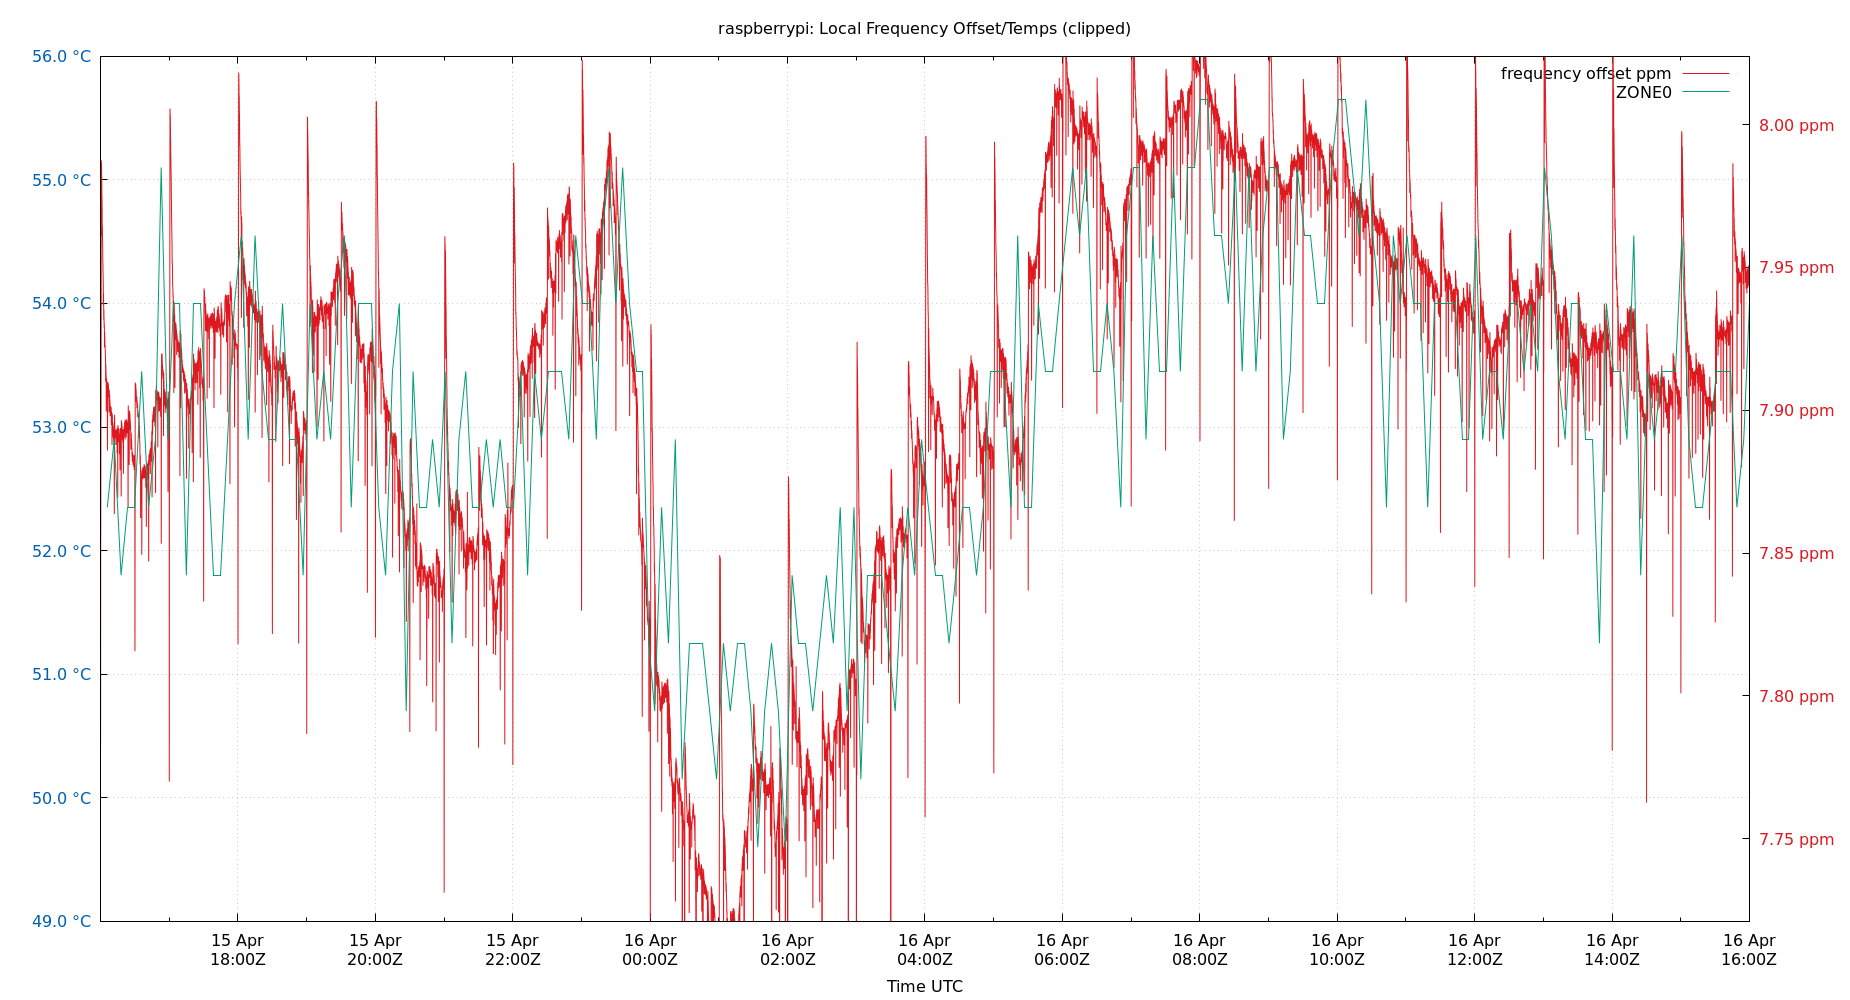 raspberrypi: Local Frequency Offset/Temps (clipped)
frequency offset ppm
ZONE0
56.0 °C
55.0 °C
54.0 °C
53.0 °C
52.0 °C
51.0 °C
50.0 °C
49.0 °C
8.00 ppm
7.95 ppm
7.90 ppm
7.85 ppm
7.80 ppm
7.75 ppm
15 Apr
18:00Z
15 Apr
20:00Z
15 Apr
22:00Z
16 Apr
00:00Z
16 Apr
02:00Z
16 Apr
04:00Z
16 Apr
06:00Z
16 Apr
08:00Z
16 Apr
10:00Z
16 Apr
12:00Z
16 Apr
14:00Z
16 Apr
16:00Z
Time UTC